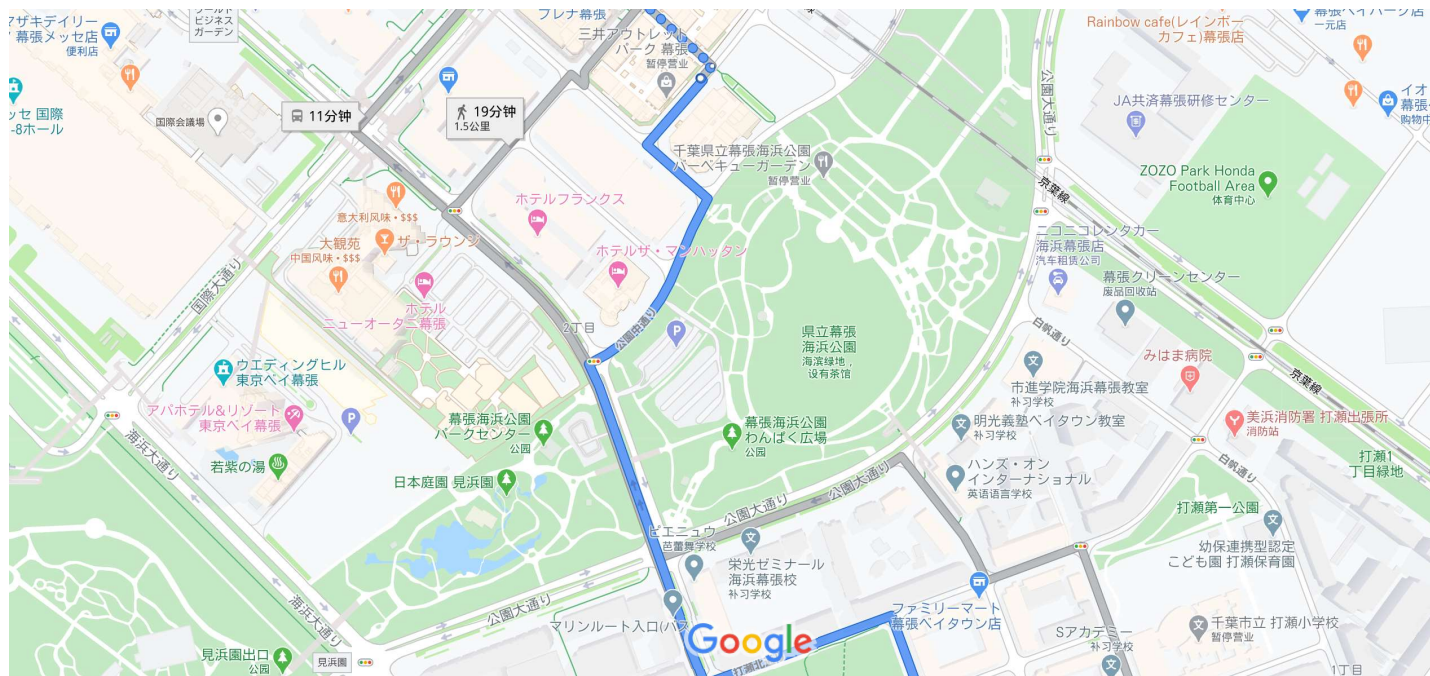 マザキデイリー
幕張メッセ店
便利店
ビジネス
ガーデン
プレナ幕張
三井アウトレット
パーク 幕張
暂停营业
Rainbow cafe(レインボー
カフェ)幕張店
幕張ベイパーク店
一元店
公園大通り
JA共済幕張研修センター
イオ
幕張
购物中
ッセ 国際
-8ホール
国際会議場
11分钟
19分钟
1.5公里
千葉県立幕張海浜公園
バーベキューガーデン
暂停营业
京葉線
ZOZO Park Honda
Football Area
体育中心
意大利风味・$$$
ザ・ラウンジ
大観苑
中国风味・$$$
ホテルフランクス
ホテルザ・マンハッタン
ニコニコレンタカー
海浜幕張店
汽车租赁公司
幕張クリーンセンター
废品回收站
国際大通り
ホテル
ニューオータニ幕張
2丁目
公園中通り
P
県立幕張
海浜公園
海滨绿地，
设有茶馆
白帆通り
みはま病院
京葉線
ウエディングヒル
東京ベイ幕張
アパホテル&リゾート
東京ベイ幕張
P
市進学院海浜幕張教室
补习学校
幕張海浜公園
パークセンター
公园
幕張海浜公園
わんぱく広場
公园
明光義塾ベイタウン教室
补习学校
美浜消防署 打瀬出張所
消防站
海浜大通り
若紫の湯
日本庭園 見浜園
公園大通り
公園大通り
ハンズ・オン
インターナショナル
英语语言学校
白帆通り
打瀬1
丁目緑地
打瀬第一公園
ピエニュウ
芭蕾舞学校
栄光ゼミナール
海浜幕張校
补习学校
幼保連携型認定
こども園 打瀬保育園
海浜大通り
公園大通り
マリンルート入口(バス
Google
ファミリーマート
幕張ベイタウン店
Sアカデミー
补习学校
千葉市立 打瀬小学校
暂停营业
見浜園出口
公园
見浜園
打瀬北
1丁目